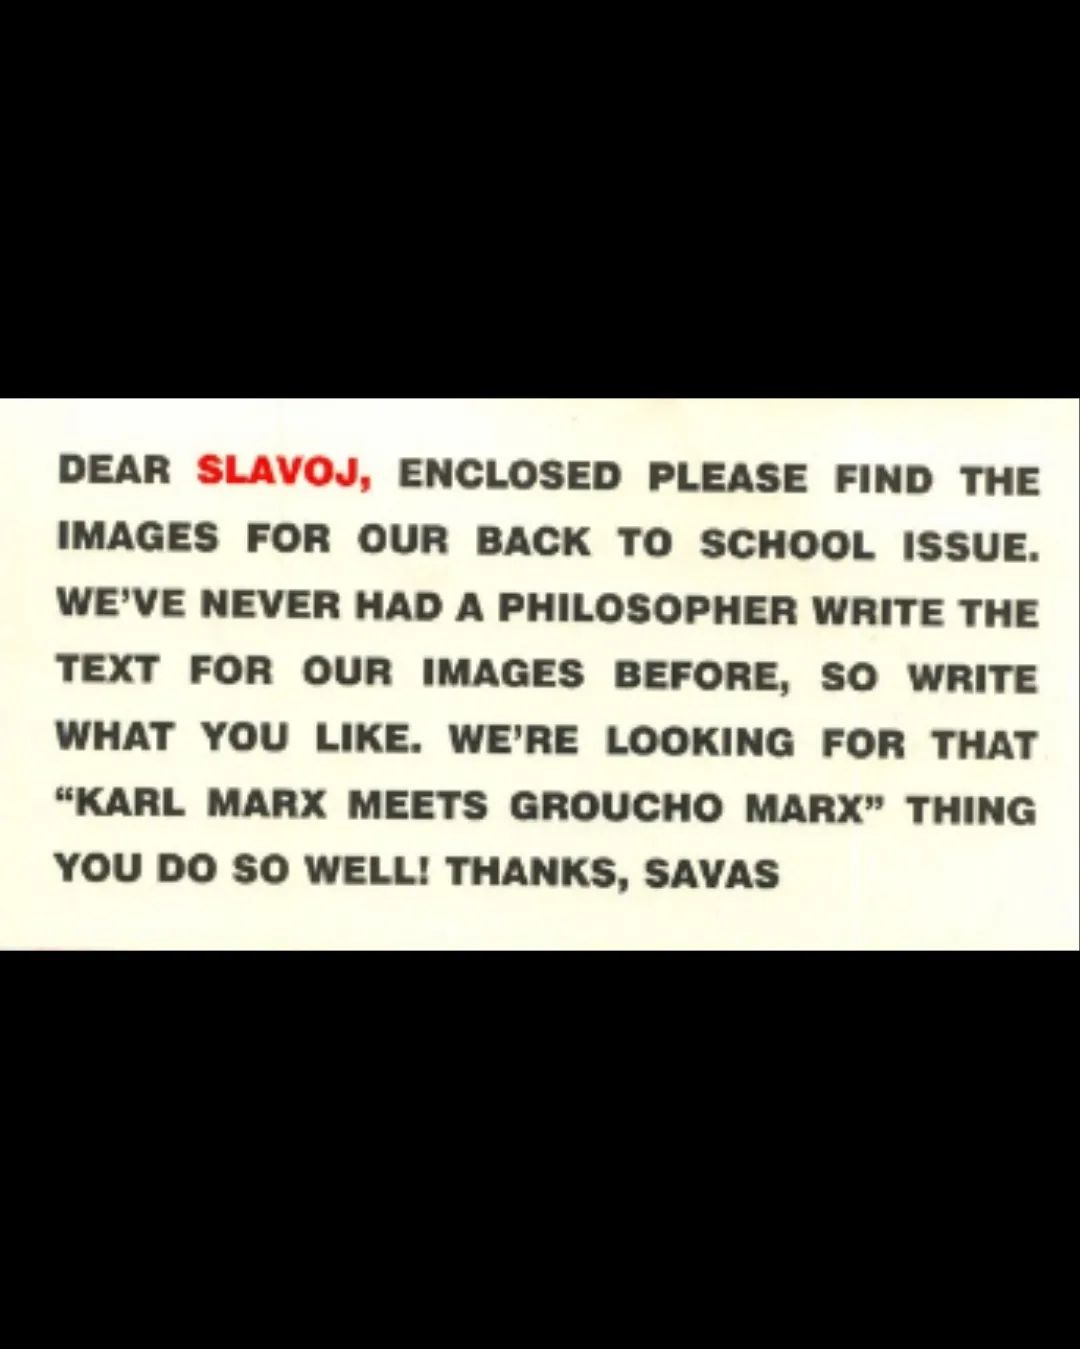 DEAR SLAVOJ, ENCLOSED PLEASE FIND THE
IMAGES FOR OUR BACK TO SCHOOL ISSUE.
WE'VE NEVER HAD A PHILOSOPHER WRITE THE
TEXT FOR OUR IMAGES BEFORE, SO WRITE
WHAT YOU LIKE. WE'RE LOOKING FOR THAT
“KARL MARX MEETS GROUCHO MARX” THING
YOU DO SO WELL! THANKS, SAVAS